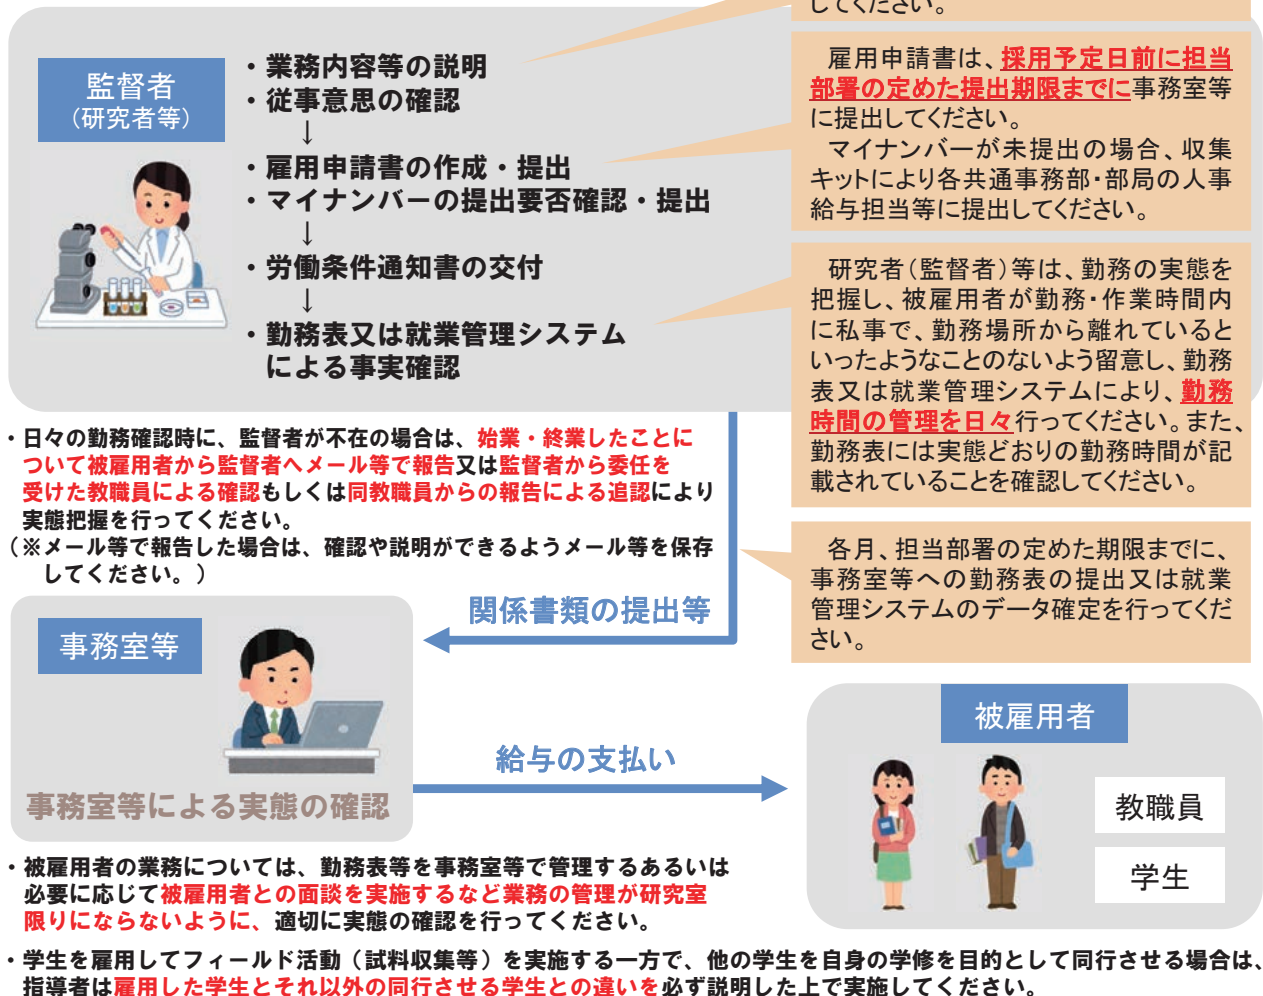 してください。
監督者
（研究者等）
・業務内容等の説明
・従事意思の確認
↓
・雇用申請書の作成・提出
・マイナンバーの提出要否確認・提出
↓
・労働条件通知書の交付
↓
・勤務表又は就業管理システム
による事実確認
雇用申請書は、採用予定日前に担当
部署の定めた提出期限までに事務室等
に提出してください。
マイナンバーが未提出の場合、収集
キットにより各共通事務部・部局の人事
給与担当等に提出してください。
研究者（監督者）等は、勤務の実態を
把握し、被雇用者が勤務・作業時間内
に私事で、勤務場所から離れていると
いったようなことのないよう留意し、勤務
表又は就業管理システムにより、勤務
時間の管理を日々行ってください。また、
勤務表には実態どおりの勤務時間が記
載されていることを確認してください。
・日々の勤務確認時に、監督者が不在の場合は、始業・終業したことに
ついて被雇用者から監督者へメール等で報告又は監督者から委任を
受けた教職員による確認もしくは同教職員からの報告による追認により
実態把握を行ってください。
（※メール等で報告した場合は、確認や説明ができるようメール等を保存
してください。）
各月、担当部署の定めた期限までに、
事務室等への勤務表の提出又は就業
管理システムのデータ確定を行ってくだ
さい。
関係書類の提出等
事務室等
事務室等による実態の確認
給与の支払い
被雇用者
教職員
学生
・被雇用者の業務については、勤務表等を事務室等で管理するあるいは
必要に応じて被雇用者との面談を実施するなど業務の管理が研究室
限りにならないように、適切に実態の確認を行ってください。
・学生を雇用してフィールド活動（試料収集等）を実施する一方で、他の学生を自身の学修を目的として同行させる場合は、
指導者は雇用した学生とそれ以外の同行させる学生との違いを必ず説明した上で実施してください。